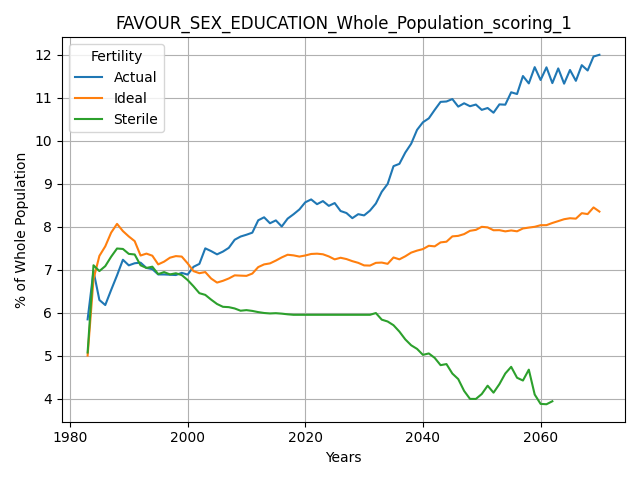 FAVOUR_SEX_EDUCATION_Whole_Population_scoring_1
Fertility
Actual
Ideal
Sterile
% of Whole Population
12
11
10
9
8
7
6
5
4
1980
2000
2020
2040
2060
Years